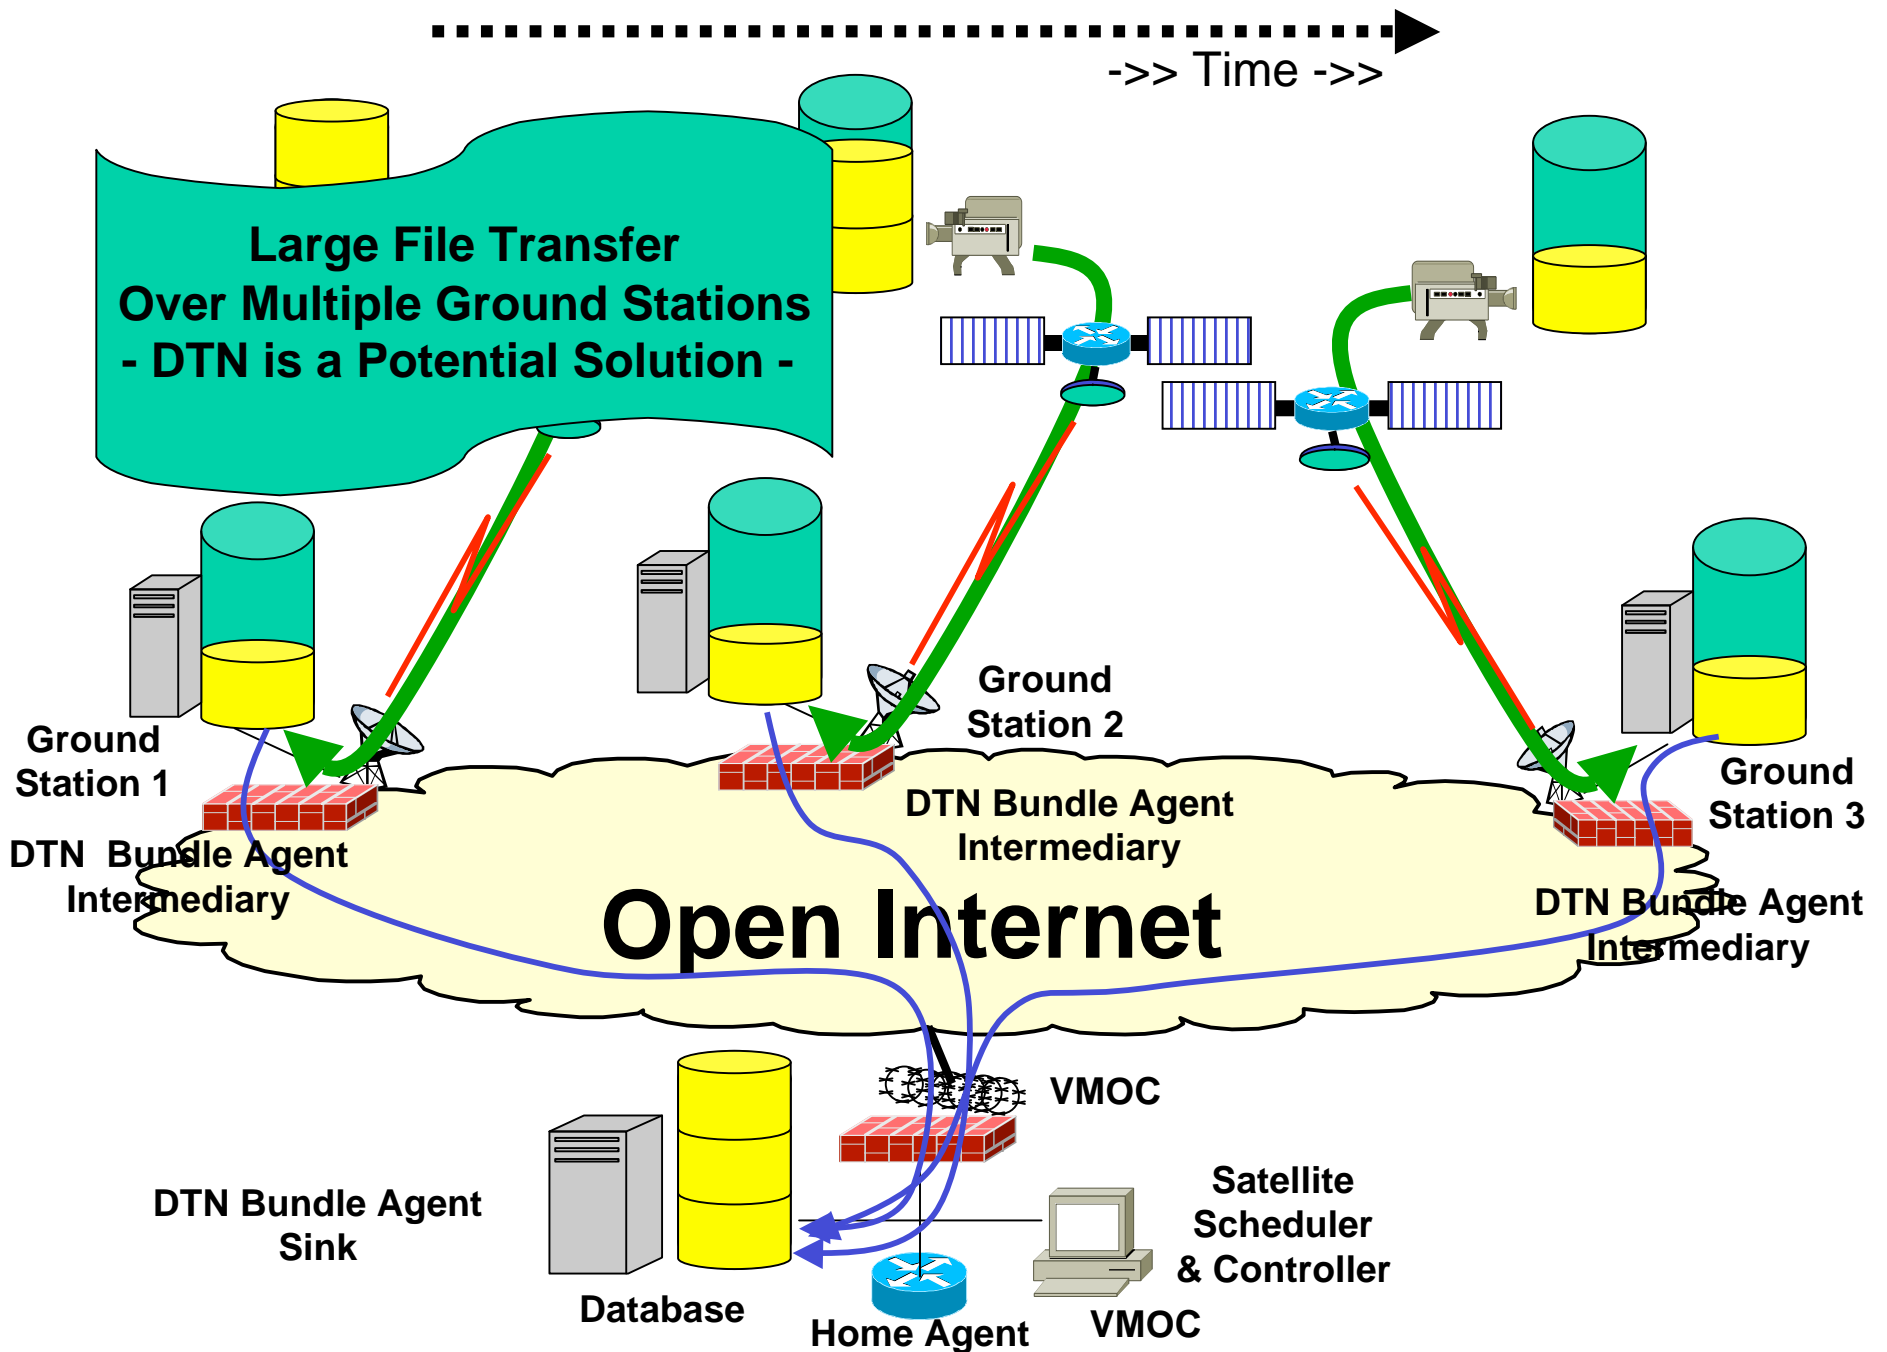 ->> Time ->>
Large File Transfer
Over Multiple Ground Stations
- DTN is a Potential Solution -
Ground
Station 1
DTN Bundle Agent
Intermediary
Ground
Station 2
DTN Bundle Agent
Intermediary
Ground
Station 3
DTN Bundle Agent
Intermediary
Open Internet
VMOC
DTN Bundle Agent
Sink
Satellite
Scheduler
& Controller
Database
Home Agent
VMOC